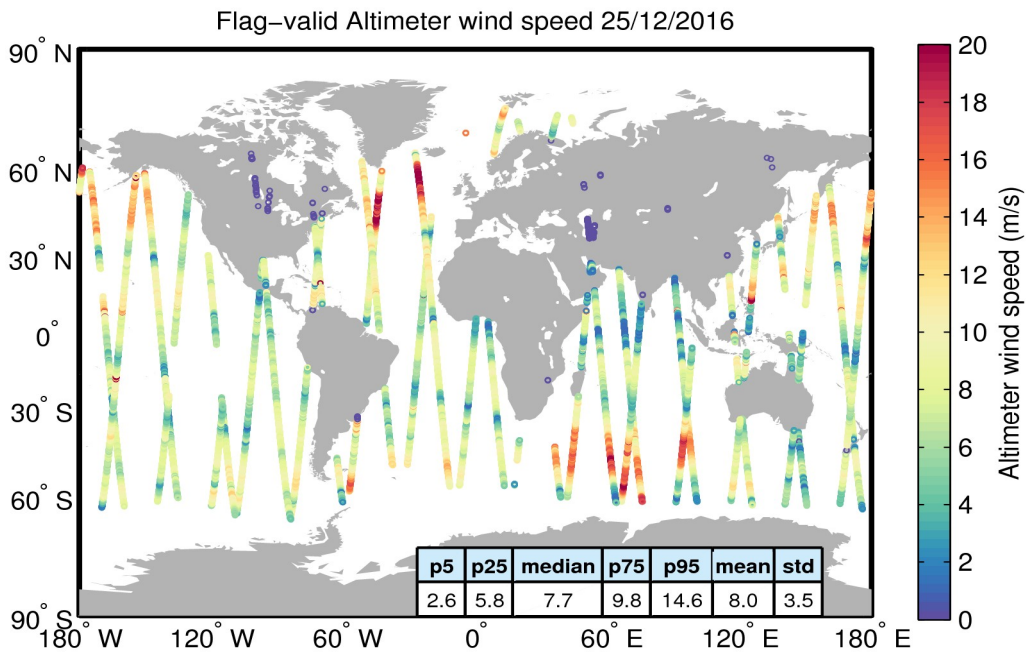 Flag−valid Altimeter wind speed 25/12/2016
90° N
60° N
30° N
0°
30° S
60° S
90° S
180° W
120° W
60° W
0°
60° E
120° E
180° E
p5 p25 median p75 p95 mean std
2.6 5.8 7.7 9.8 14.6 8.0 3.5
20
18
16
14
12
10
8
6
4
2
0
Altimeter wind speed (m/s)